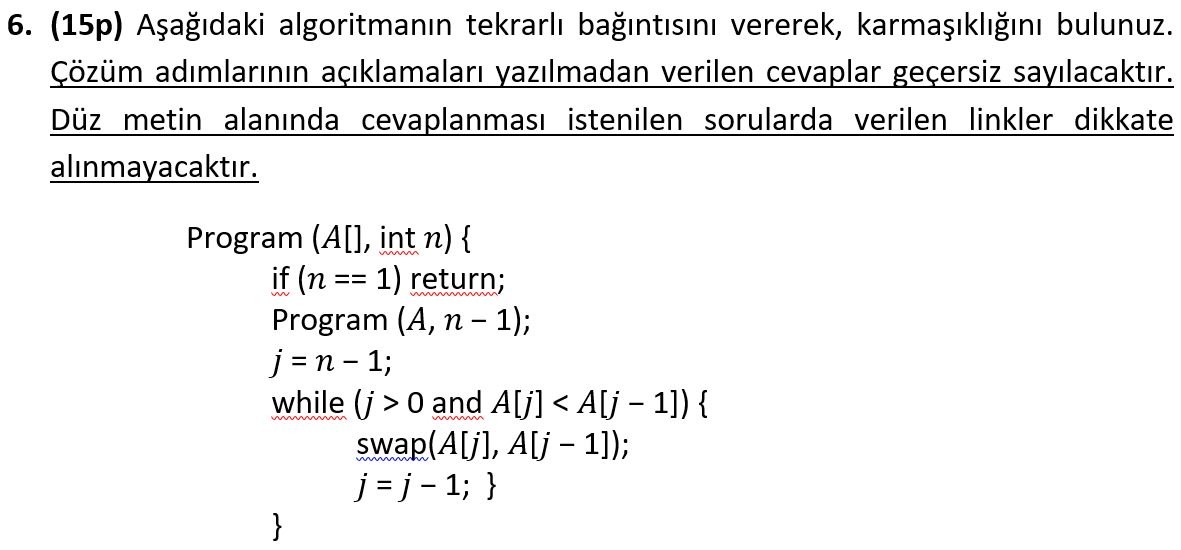 6. (15p) Aşağıdaki algoritmanın tekrarlı bağıntısını vererek, karmaşıklığını bulunuz.
Çözüm adımlarının açıklamaları yazılmadan verilen cevaplar geçersiz sayılacaktır.
Düz metin alanında cevaplanması istenilen sorularda verilen linkler dikkate
alınmayacaktır.
Program (A[], int n) {
if (n == 1) return;
Program (A, n − 1);
j = n − 1;
while (j > 0 and A[j] < A[j − 1]) {
swap(A[j], A[j − 1]);
j = j − 1; }
}